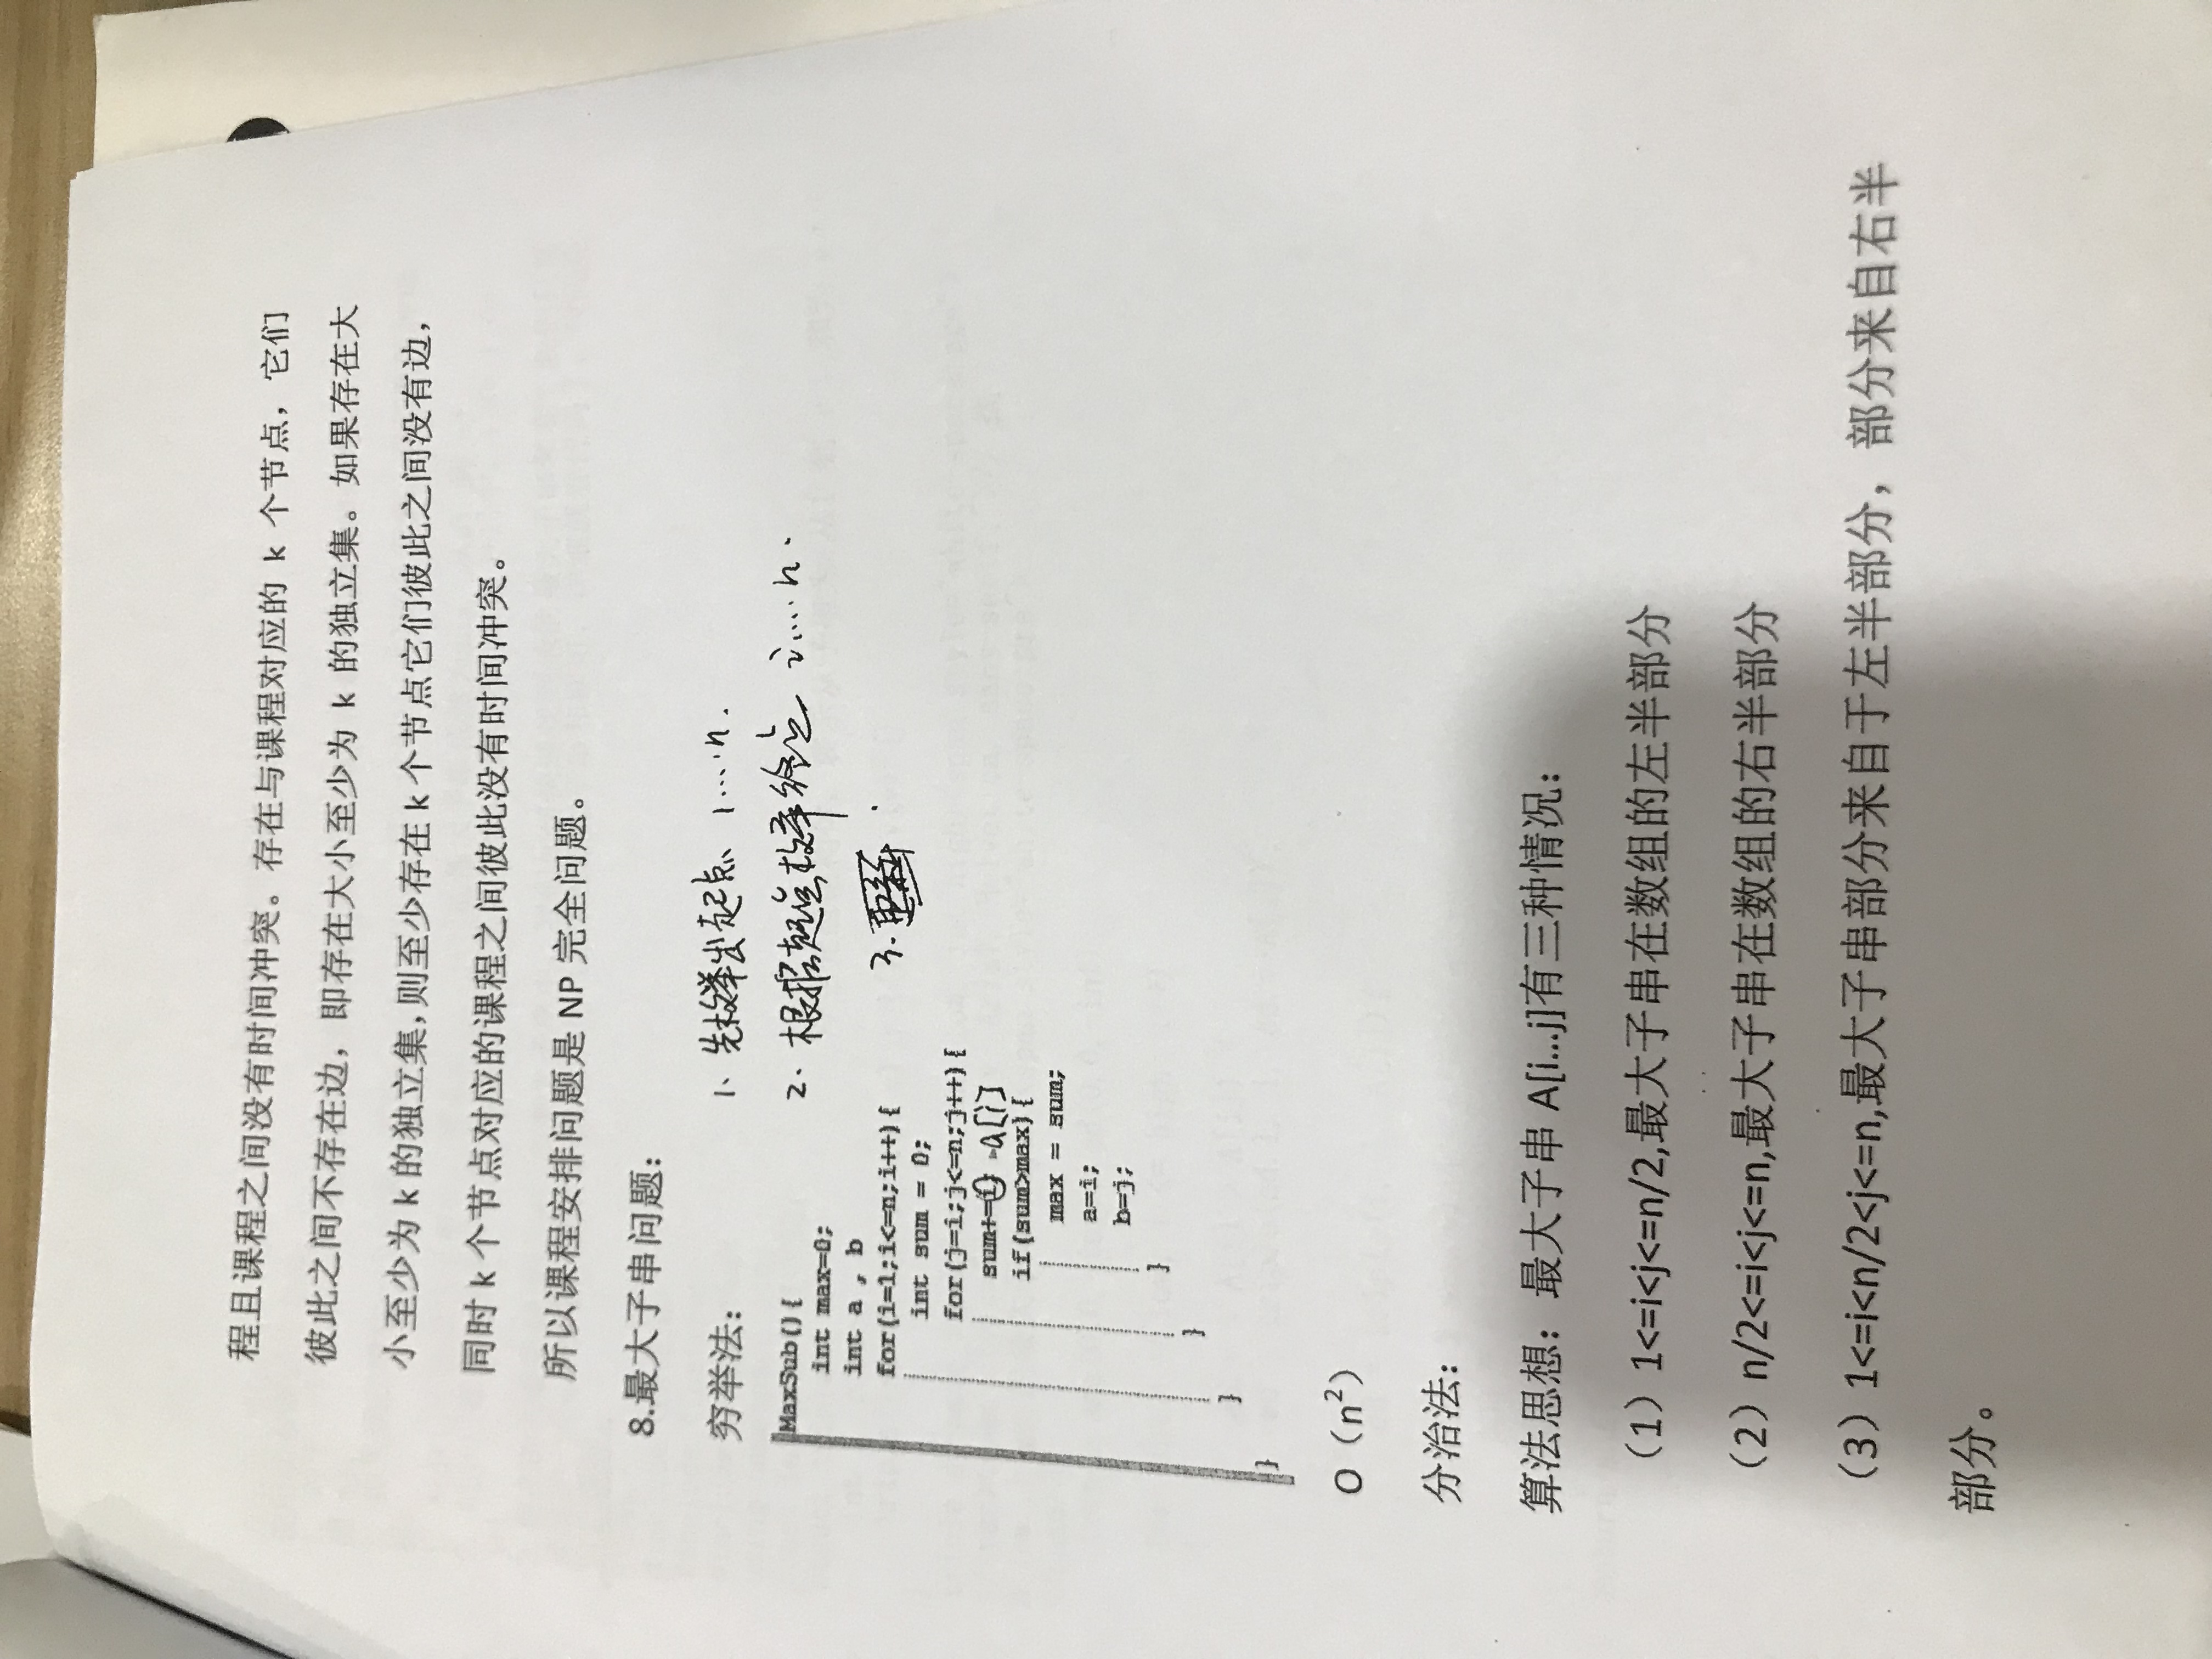 程且课程之间没有时间冲突。存在与课程对应的 k 个节点，它们
彼此之间不存在边，即存在大小至少为 k 的独立集。如果存在大
小至少为 k 的独立集,则至少存在 k 个节点它们彼此之间没有边，
同时 k 个节点对应的课程之间彼此没有时间冲突。
所以课程安排问题是 NP 完全问题。
8.最大子串问题：
穷举法：
1、先枚举出起点 1....n.
MaxSub(){
2. 根据起点枚举终点 i....n.
int max=0;
int a , b
for(i=1;i<=n;i++){
3.
int sum = 0;
for(j=i;j<=n;j++){
sum+=i; a[i]
if(sum>max){
max = sum;
a=i;
b=j;
}
}
}
}
O（n²）
分治法：
算法思想：最大子串 A[i...j]有三种情况：
（1）1<=i<j<=n/2,最大子串在数组的左半部分
（2）n/2<=i<j<=n,最大子串在数组的右半部分
（3）1<=i<n/2<j<=n,最大子串部分来自于左半部分，部分来自右半
部分。